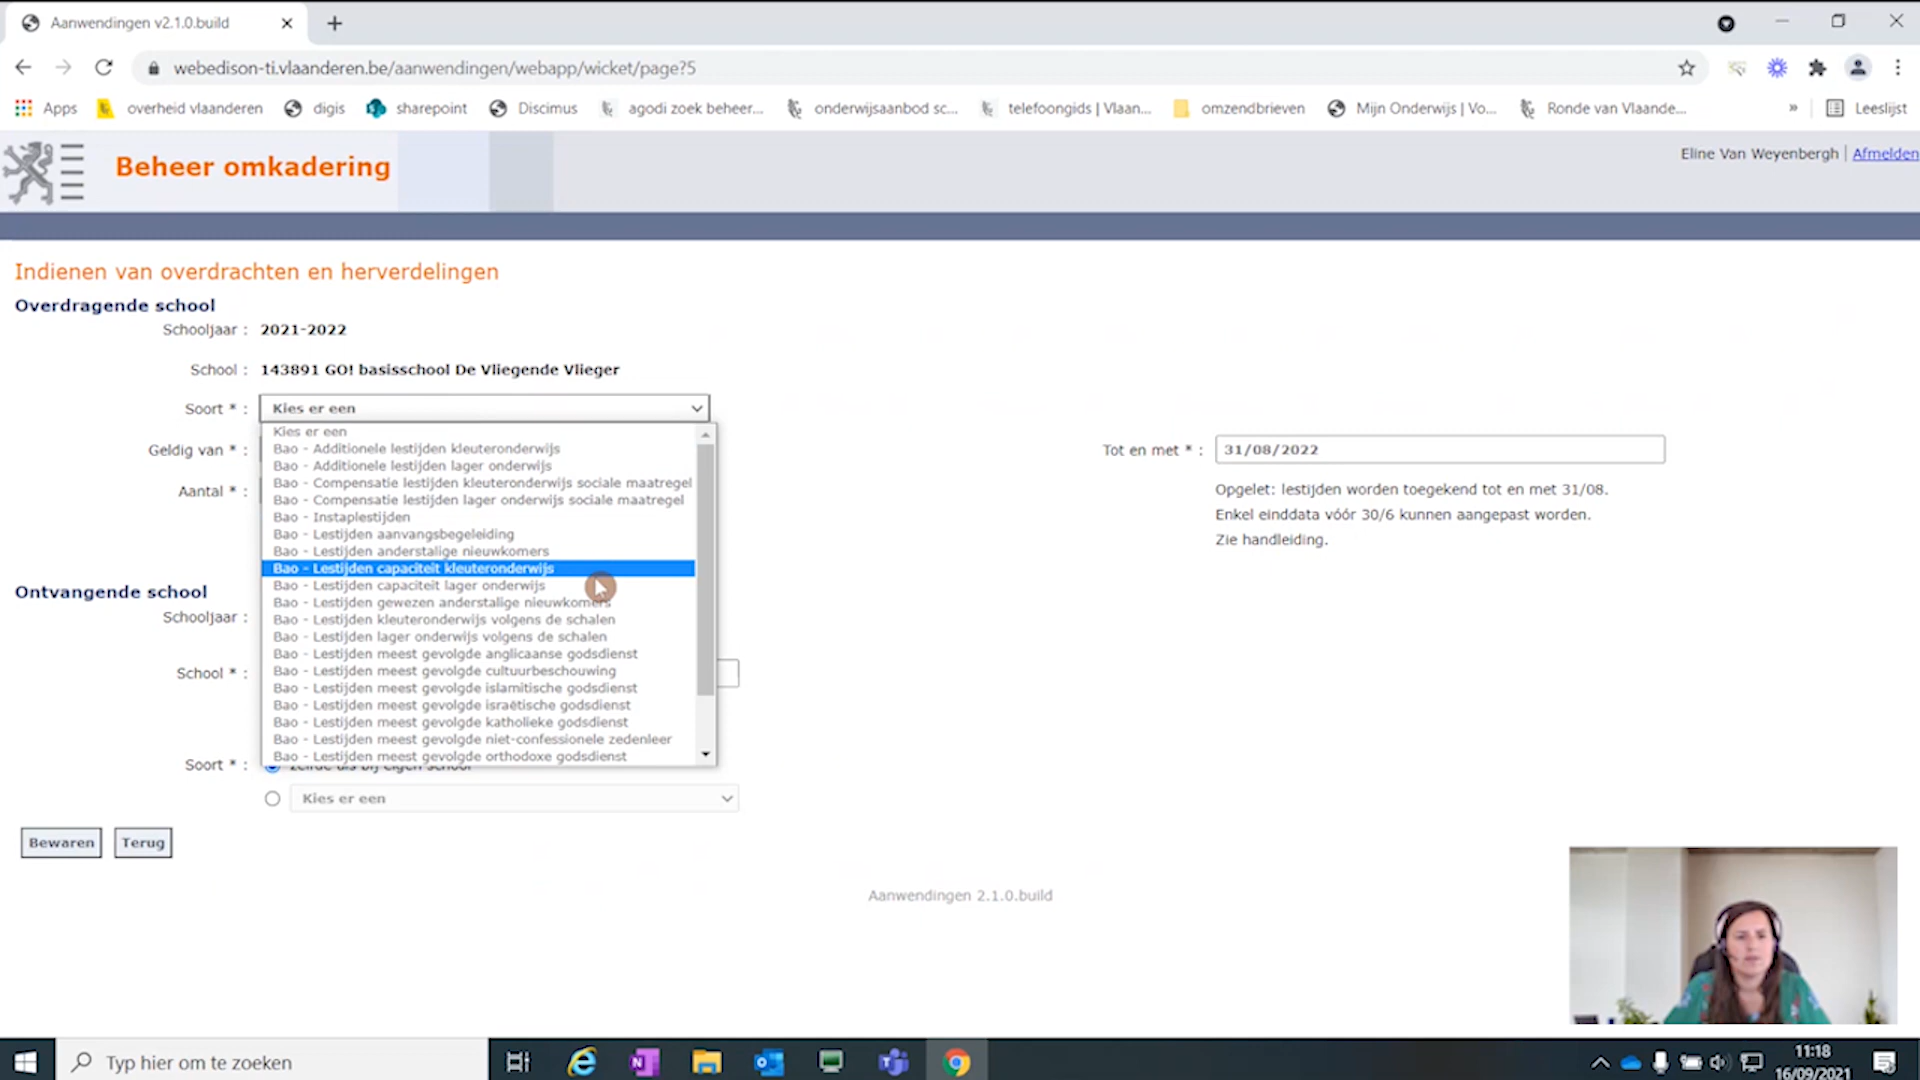 Aanwendingen v2.1.0.build
webedison-ti.vlaanderen.be/aanwendingen/webapp/wicket/page?5
Apps overheid vlaanderen digis sharepoint Discimus agodi zoek beheer... onderwijsaanbod sc... telefoongids | Vlaan... omzendbrieven Mijn Onderwijs | Vo... Ronde van Vlaande... » Leeslijst
Beheer omkadering
Eline Van Weyenbergh | Afmelden
Indienen van overdrachten en herverdelingen
Overdragende school
Schooljaar : 2021-2022
School : 143891 GO! basisschool De Vliegende Vlieger
Soort * : Kies er een
Kies er een
Bao - Additionele lestijden kleuteronderwijs
Geldig van * :
Tot en met * : 31/08/2022
Bao - Additionele lestijden lager onderwijs
Bao - Compensatie lestijden kleuteronderwijs sociale maatregel
Aantal * :
Opgelet: lestijden worden toegekend tot en met 31/08.
Bao - Compensatie lestijden lager onderwijs sociale maatregel
Bao - Instaplestijden
Enkel einddata vóór 30/6 kunnen aangepast worden.
Bao - Lestijden aanvangsbegeleiding
Zie handleiding.
Bao - Lestijden anderstalige nieuwkomers
Bao - Lestijden capaciteit kleuteronderwijs
Bao - Lestijden capaciteit lager onderwijs
Ontvangende school
Bao - Lestijden gewezen anderstalige nieuwkomers
Schooljaar :
Bao - Lestijden kleuteronderwijs volgens de schalen
Bao - Lestijden lager onderwijs volgens de schalen
Bao - Lestijden meest gevolgde anglicaanse godsdienst
School * :
Bao - Lestijden meest gevolgde cultuurbeschouwing
Bao - Lestijden meest gevolgde islamitische godsdienst
Bao - Lestijden meest gevolgde israëtische godsdienst
Bao - Lestijden meest gevolgde katholieke godsdienst
Bao - Lestijden meest gevolgde niet-confessionele zedenleer
Bao - Lestijden meest gevolgde orthodoxe godsdienst
Soort * : Zelfde als bij eigen school
Kies er een
Bewaren Terug
Aanwendingen 2.1.0.build
Typ hier om te zoeken
11:18
16/09/2021